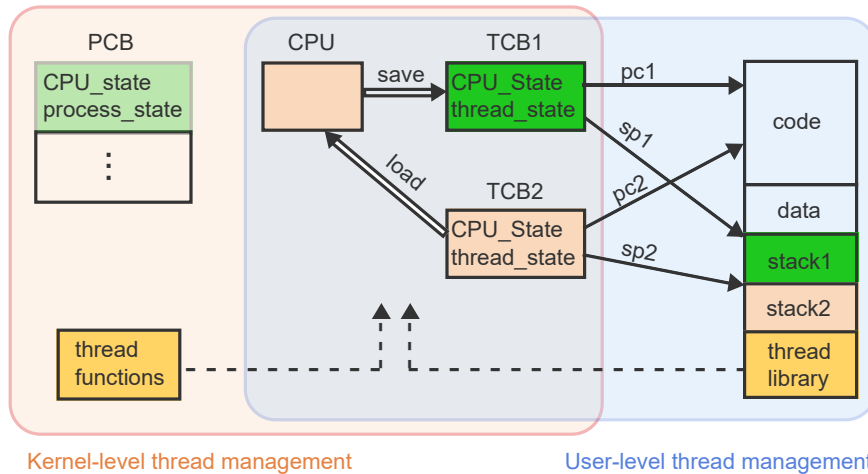 PCB
CPU
TCB1
CPU_state
process_state
save
CPU_State
thread_state
pc1
code
sp1
load
pc2
TCB2
CPU_State
thread_state
sp2
data
stack1
stack2
thread
functions
thread
library
Kernel-level thread management
User-level thread management